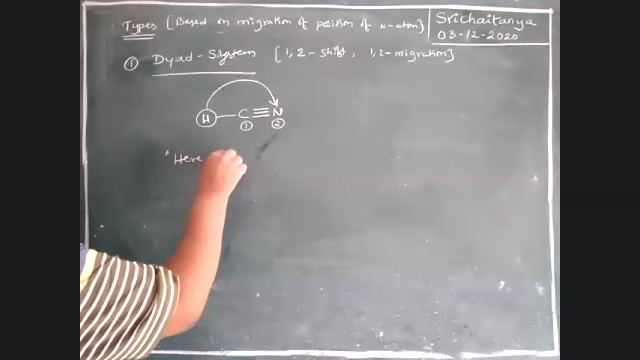 Types [Based on migration of position of H-atom]
Srichaitanya
03-12-2020
① Dyad-System [1,2-shift, 1,2-migration]
H-C≡N
① ②
'Here